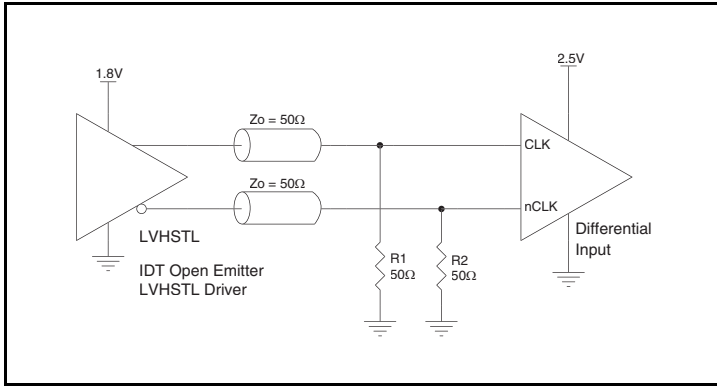 1.8V
2.5V
Zo = 50Ω
CLK
Zo = 50Ω
nCLK
LVHSTL
IDT Open Emitter
LVHSTL Driver
R1
50Ω
R2
50Ω
Differential
Input